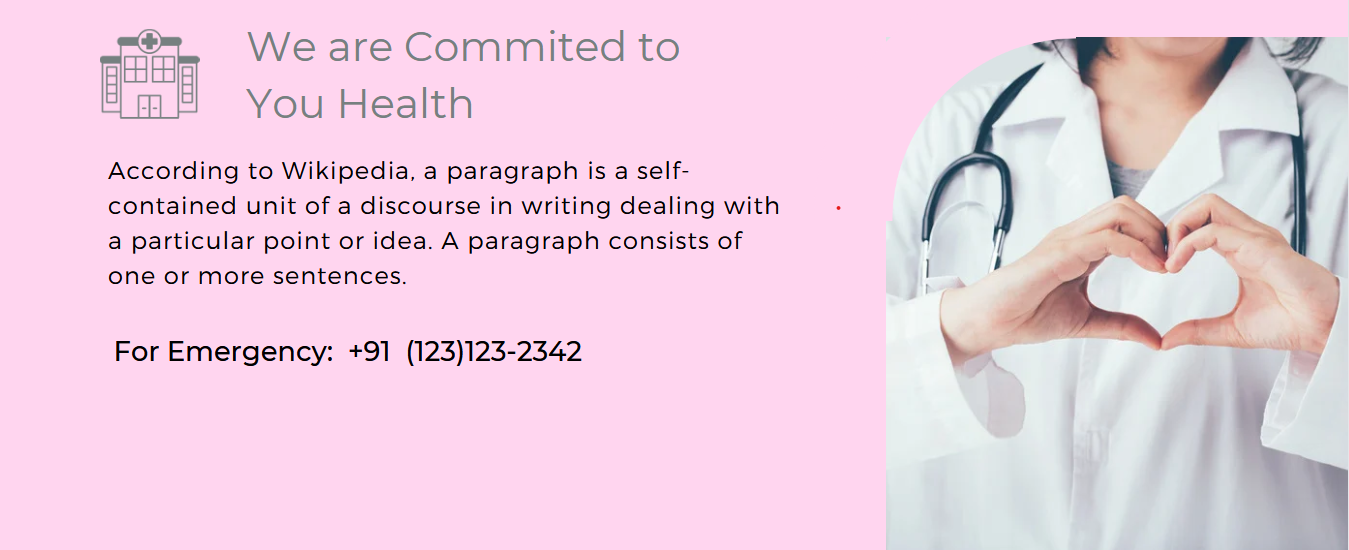 We are Commited to
You Health
According to Wikipedia, a paragraph is a self-
contained unit of a discourse in writing dealing with
a particular point or idea. A paragraph consists of
one or more sentences.
For Emergency: +91 (123)123-2342